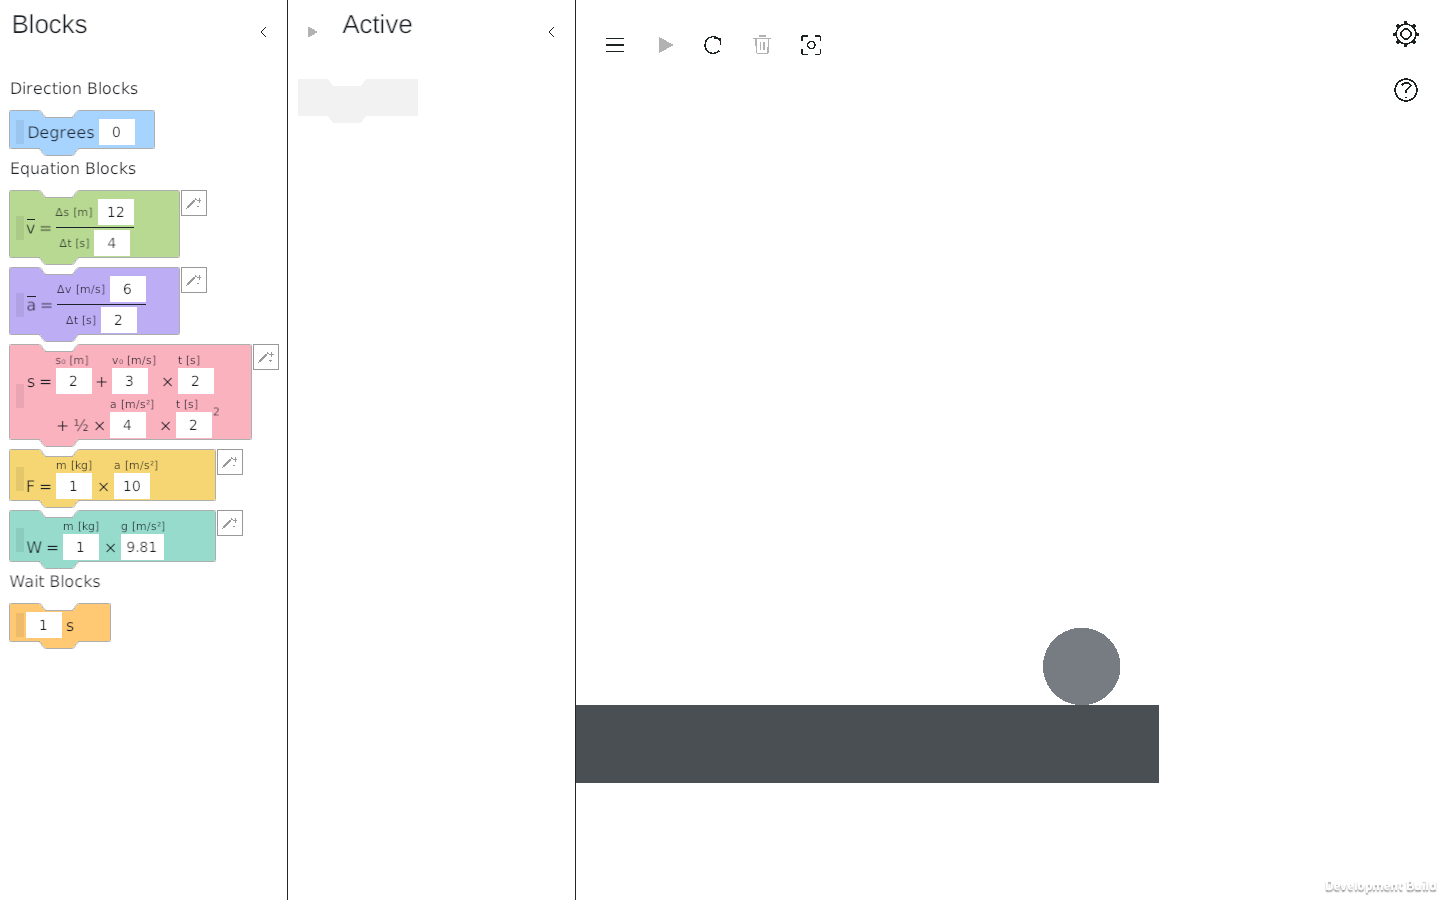 Blocks
Active
Direction Blocks
Degrees 0
Equation Blocks
v = Δs [m] 12
Δt [s] 4
a = Δv [m/s] 6
Δt [s] 2
s₀ [m] v₀ [m/s] t [s]
s = 2 + 3 × 2
a [m/s²] t [s]
+ ½ × 4 × 2 2
m [kg] a [m/s²]
F = 1 × 10
m [kg] g [m/s²]
W = 1 × 9.81
Wait Blocks
1 s
Development Build